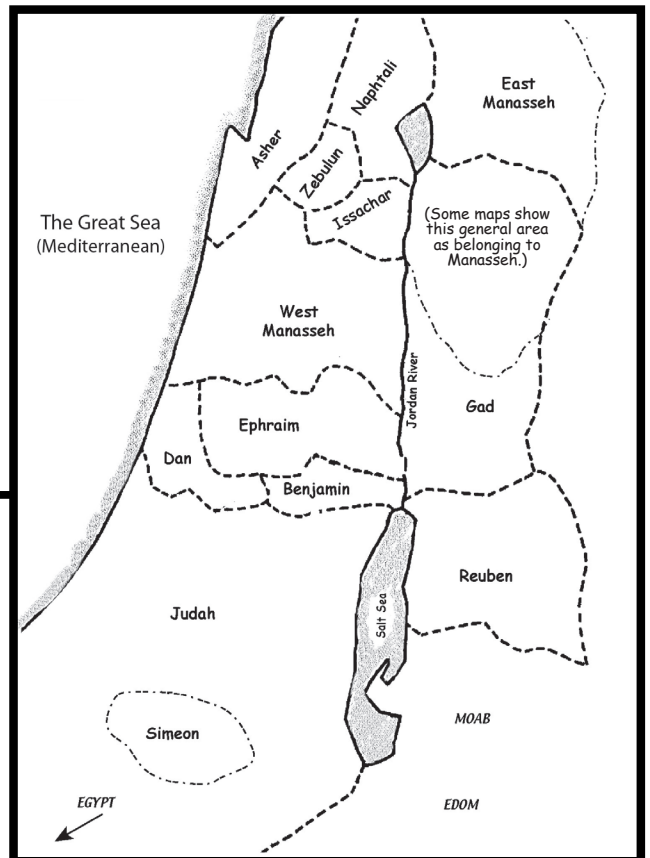 Naphtali
East
Manasseh
Asher
Zebulun
Issachar
The Great Sea
(Mediterranean)
(Some maps show
this general area
as belonging to
Manasseh.)
West
Manasseh
Jordan River
Gad
Ephraim
Dan
Benjamin
Reuben
Salt Sea
Judah
Simeon
MOAB
EGYPT
EDOM